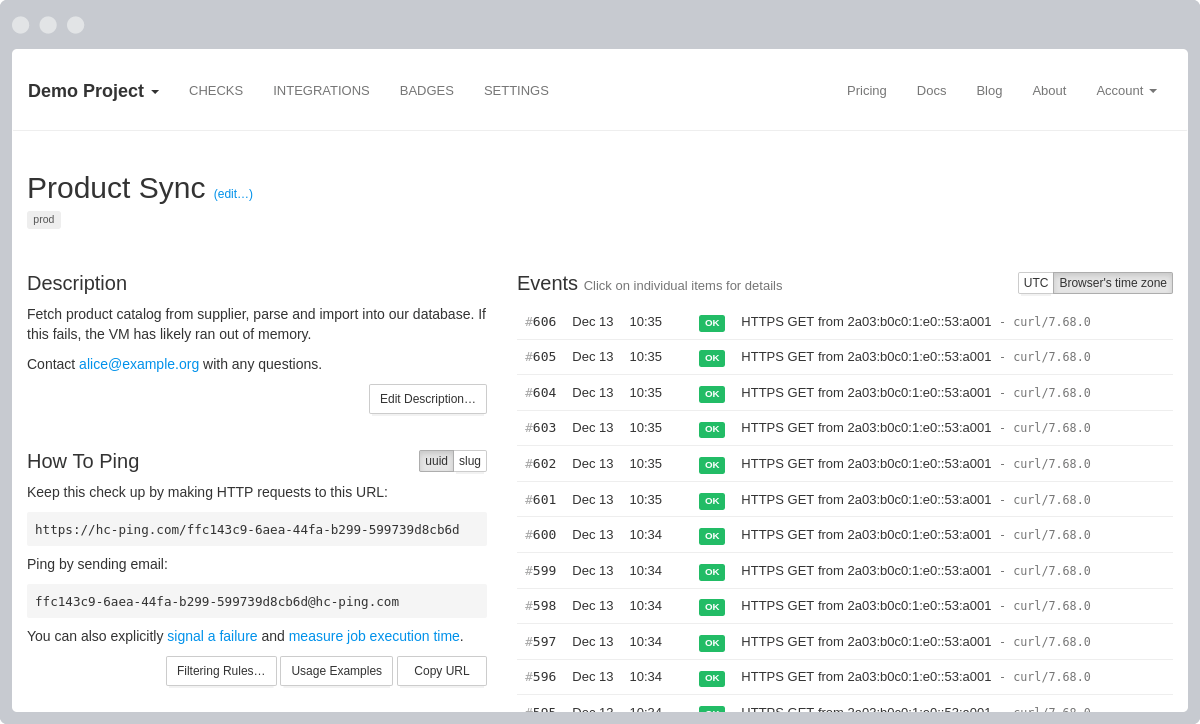 Demo Project CHECKS INTEGRATIONS BADGES SETTINGS Pricing Docs Blog About Account
Product Sync (edit…)
prod
Description
Fetch product catalog from supplier, parse and import into our database. If
this fails, the VM has likely ran out of memory.
Contact alice@example.org with any questions.
Edit Description…
How To Ping uuid slug
Keep this check up by making HTTP requests to this URL:
https://hc-ping.com/ffc143c9-6aea-44fa-b299-599739d8cb6d
Ping by sending email:
ffc143c9-6aea-44fa-b299-599739d8cb6d@hc-ping.com
You can also explicitly signal a failure and measure job execution time.
Filtering Rules… Usage Examples Copy URL
Events Click on individual items for details UTC Browser's time zone
#606 Dec 13 10:35 OK HTTPS GET from 2a03:b0c0:1:e0::53:a001 - curl/7.68.0
#605 Dec 13 10:35 OK HTTPS GET from 2a03:b0c0:1:e0::53:a001 - curl/7.68.0
#604 Dec 13 10:35 OK HTTPS GET from 2a03:b0c0:1:e0::53:a001 - curl/7.68.0
#603 Dec 13 10:35 OK HTTPS GET from 2a03:b0c0:1:e0::53:a001 - curl/7.68.0
#602 Dec 13 10:35 OK HTTPS GET from 2a03:b0c0:1:e0::53:a001 - curl/7.68.0
#601 Dec 13 10:35 OK HTTPS GET from 2a03:b0c0:1:e0::53:a001 - curl/7.68.0
#600 Dec 13 10:34 OK HTTPS GET from 2a03:b0c0:1:e0::53:a001 - curl/7.68.0
#599 Dec 13 10:34 OK HTTPS GET from 2a03:b0c0:1:e0::53:a001 - curl/7.68.0
#598 Dec 13 10:34 OK HTTPS GET from 2a03:b0c0:1:e0::53:a001 - curl/7.68.0
#597 Dec 13 10:34 OK HTTPS GET from 2a03:b0c0:1:e0::53:a001 - curl/7.68.0
#596 Dec 13 10:34 OK HTTPS GET from 2a03:b0c0:1:e0::53:a001 - curl/7.68.0
#595 Dec 13 10:34 OK HTTPS GET from 2a03:b0c0:1:e0::53:a001 - curl/7.68.0